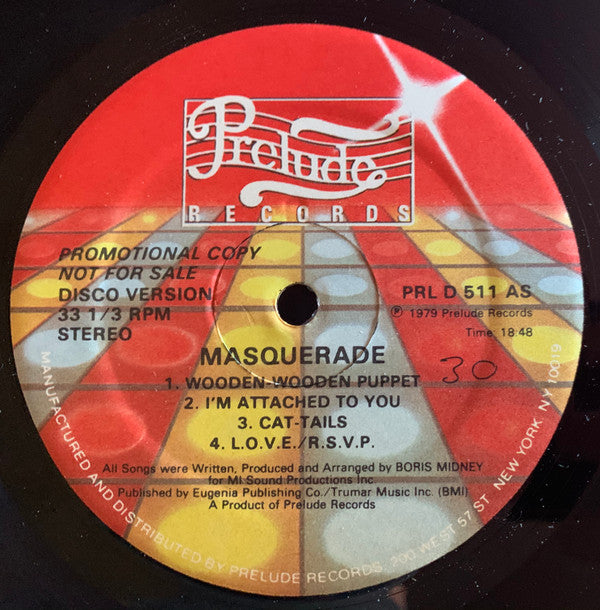 Prelude
RECORDS
PROMOTIONAL COPY
NOT FOR SALE
DISCO VERSION
33 1/3 RPM
STEREO
PRL D 511 AS
℗ 1979 Prelude Records
Time: 18:48
MASQUERADE
30
1. WOODEN-WOODEN PUPPET
2. I'M ATTACHED TO YOU
3. CAT-TAILS
4. L.O.V.E./R.S.V.P.
All Songs were Written, Produced and Arranged by BORIS MIDNEY
for MI Sound Productions Inc.
Published by Eugenia Publishing Co./Trumar Music Inc. (BMI)
A Product of Prelude Records
MANUFACTURED AND DISTRIBUTED BY PRELUDE RECORDS, 200 WEST 57 ST. NEW YORK, NY 10019